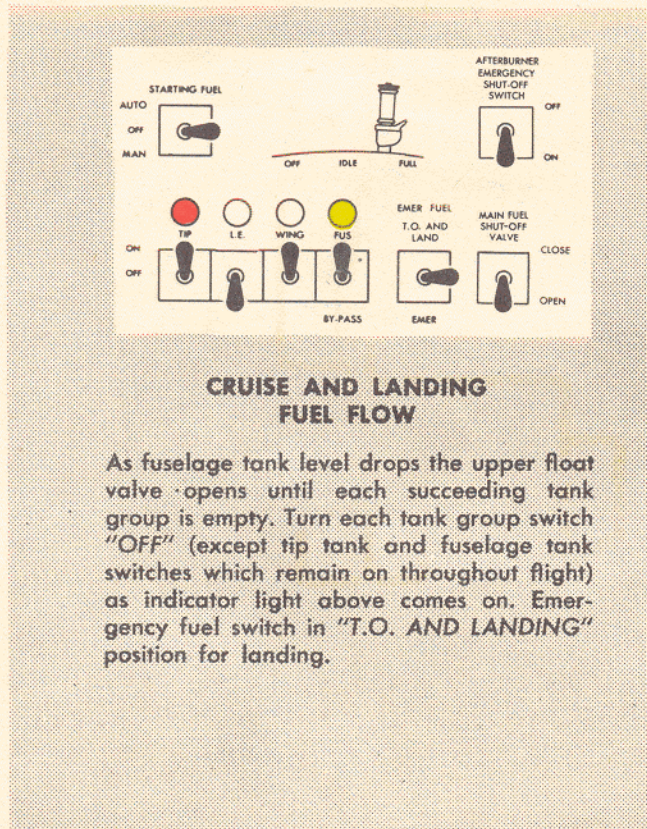 STARTING FUEL
AUTO
OFF
MAN
OFF
IDLE
FULL
AFTERBURNER
EMERGENCY
SHUT-OFF
SWITCH
OFF
ON
TIP
L.E.
WING
FUS
ON
OFF
BY-PASS
EMER FUEL
T.O. AND
LAND
EMER
MAIN FUEL
SHUT-OFF
VALVE
CLOSE
OPEN
CRUISE AND LANDING
FUEL FLOW
As fuselage tank level drops the upper float
valve opens until each succeeding tank
group is empty. Turn each tank group switch
"OFF" (except tip tank and fuselage tank
switches which remain on throughout flight)
as indicator light above comes on. Emer-
gency fuel switch in "T.O. AND LANDING"
position for landing.